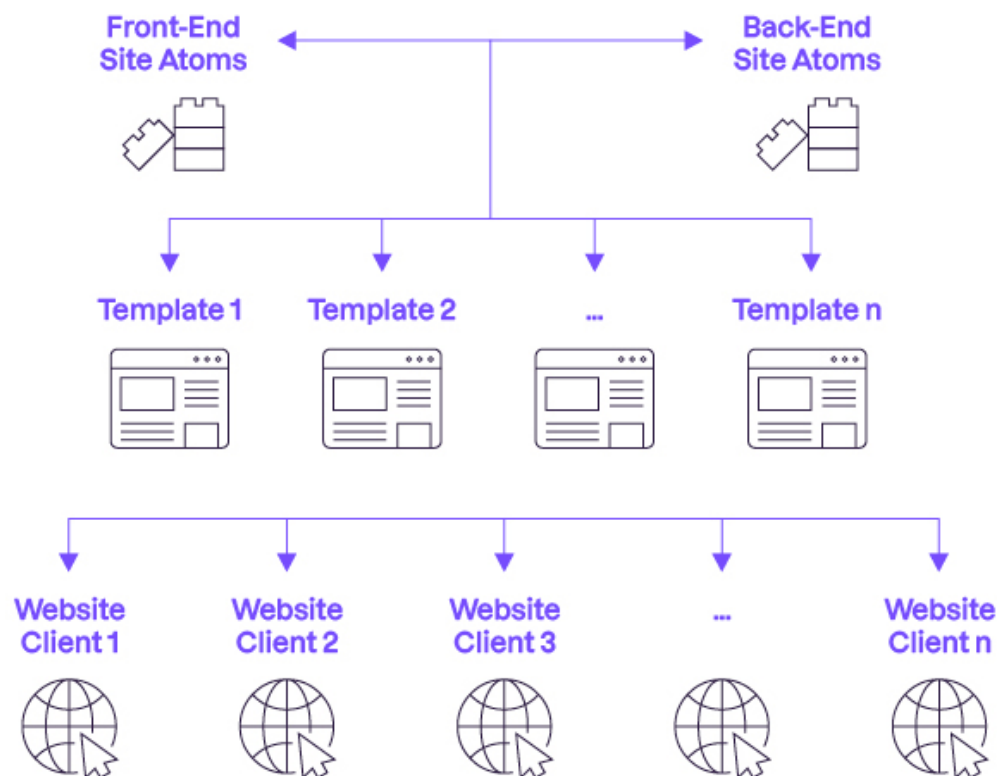 Front-End
Site Atoms
Back-End
Site Atoms
Template 1
Template 2
...
Template n
Website
Client 1
Website
Client 2
Website
Client 3
...
Website
Client n